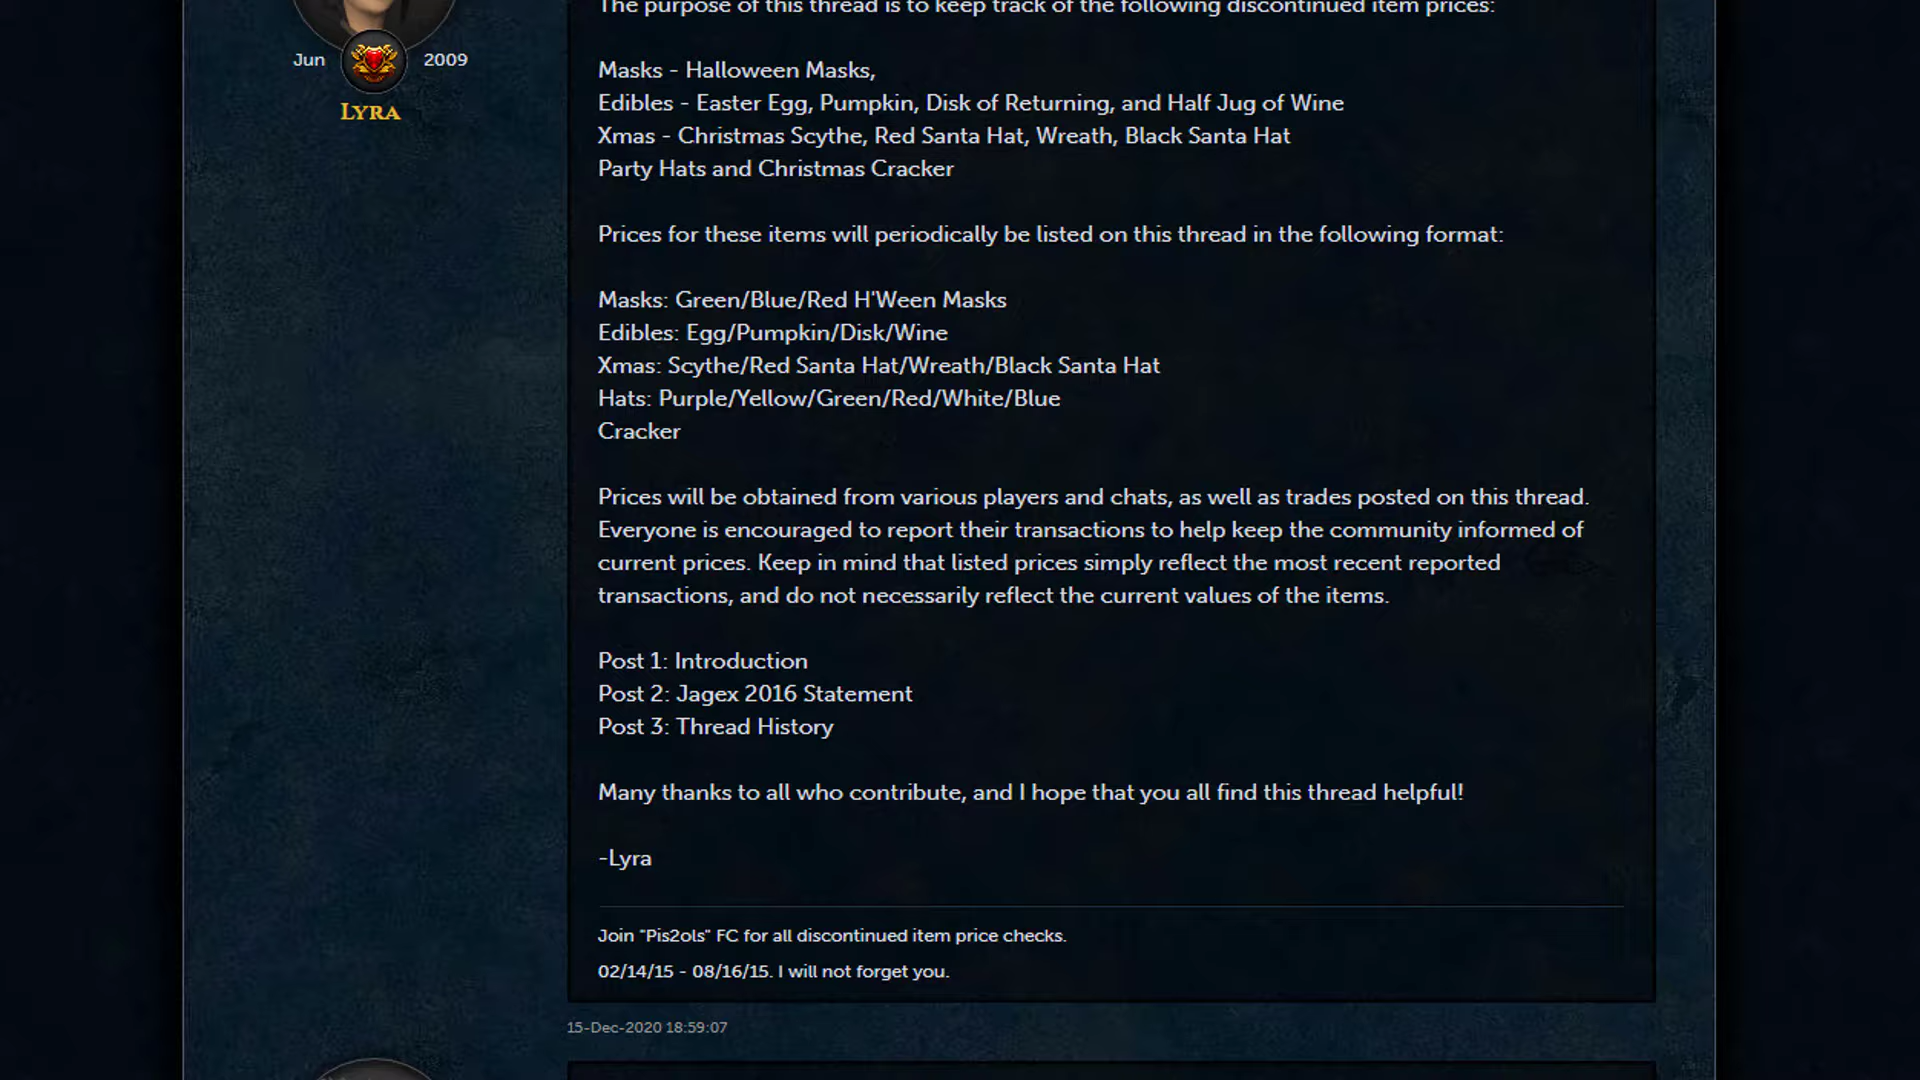 The purpose of this thread is to keep track of the following discontinued item prices:
Jun 2009
LYRA
Masks - Halloween Masks,
Edibles - Easter Egg, Pumpkin, Disk of Returning, and Half Jug of Wine
Xmas - Christmas Scythe, Red Santa Hat, Wreath, Black Santa Hat
Party Hats and Christmas Cracker
Prices for these items will periodically be listed on this thread in the following format:
Masks: Green/Blue/Red H'Ween Masks
Edibles: Egg/Pumpkin/Disk/Wine
Xmas: Scythe/Red Santa Hat/Wreath/Black Santa Hat
Hats: Purple/Yellow/Green/Red/White/Blue
Cracker
Prices will be obtained from various players and chats, as well as trades posted on this thread.
Everyone is encouraged to report their transactions to help keep the community informed of
current prices. Keep in mind that listed prices simply reflect the most recent reported
transactions, and do not necessarily reflect the current values of the items.
Post 1: Introduction
Post 2: Jagex 2016 Statement
Post 3: Thread History
Many thanks to all who contribute, and I hope that you all find this thread helpful!
-Lyra
Join "Pis2ols" FC for all discontinued item price checks.
02/14/15 - 08/16/15. I will not forget you.
15-Dec-2020 18:59:07